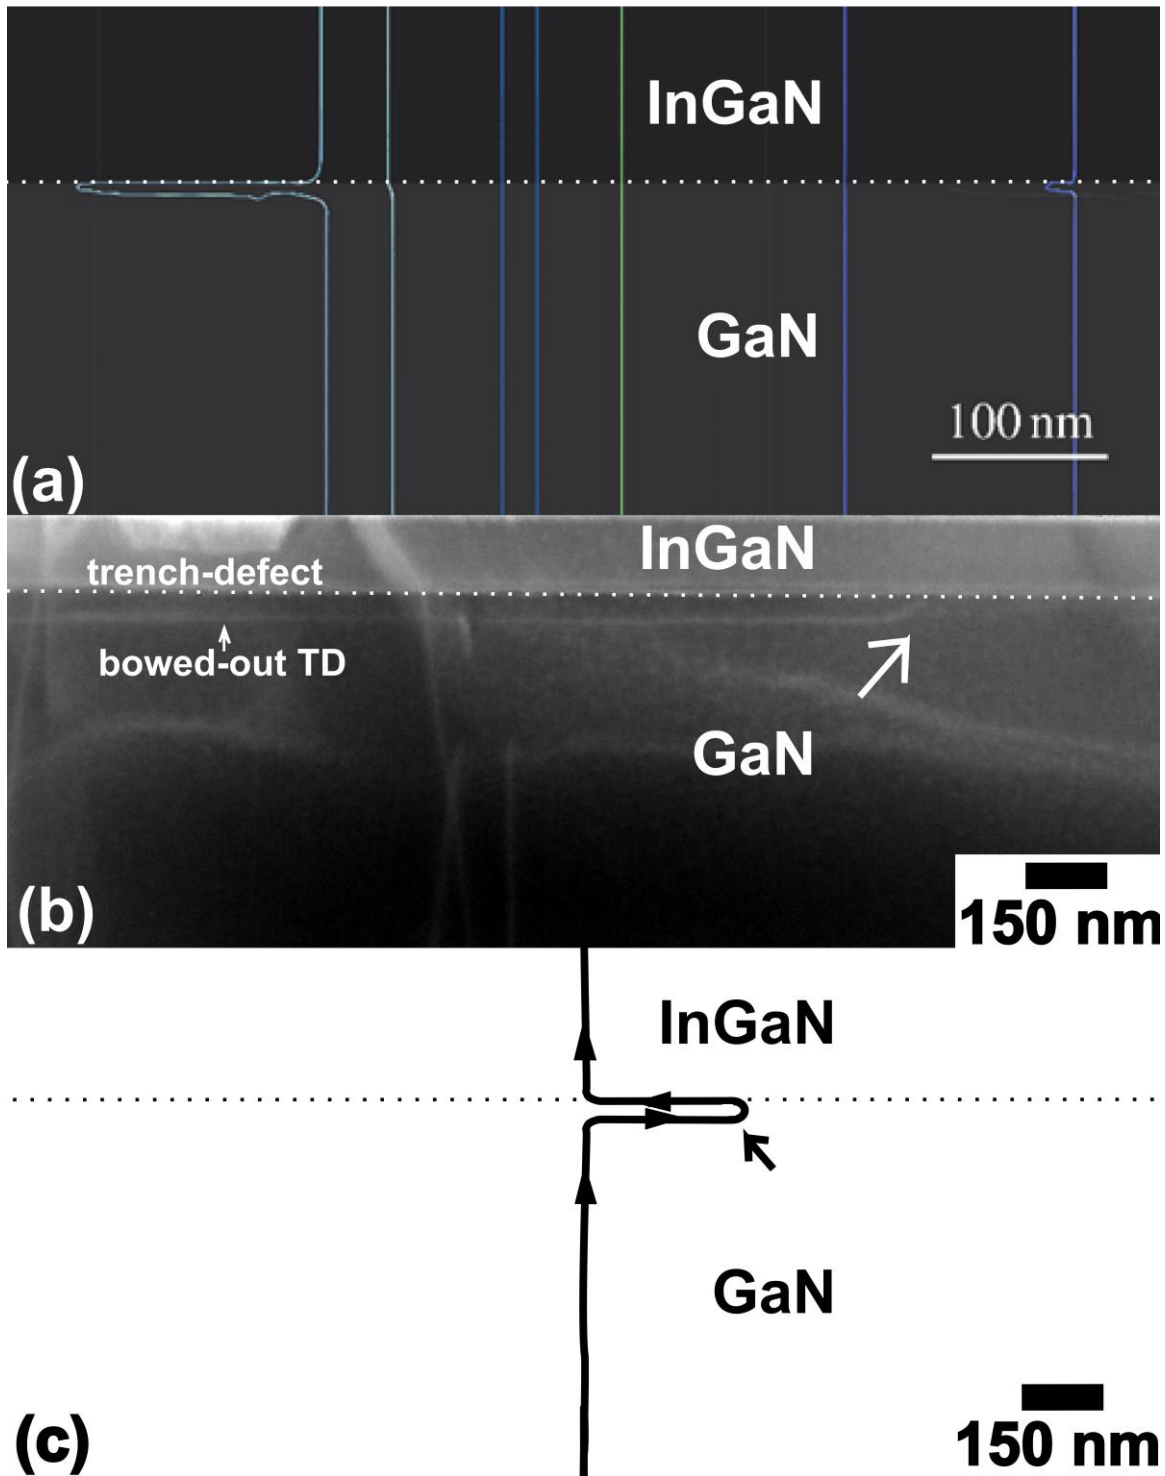 InGaN
GaN
100 nm
(a)
InGaN
trench-defect
bowed-out TD
GaN
(b)
150 nm
InGaN
GaN
(c)
150 nm